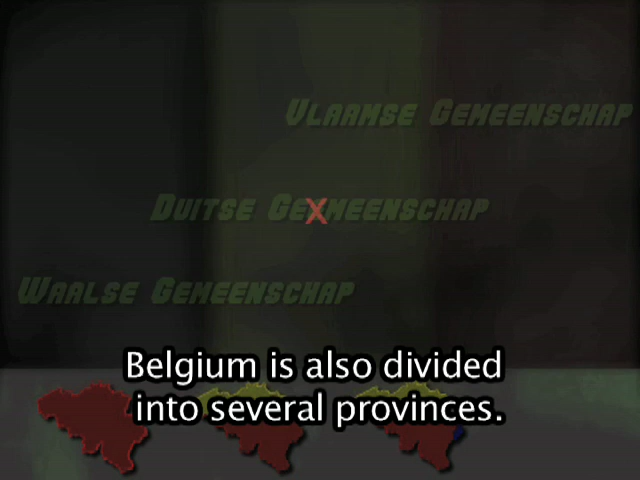 Vlaamse Gemeenschap
Duitse Gemeenschap
X
Waalse Gemeenschap
Belgium is also divided
into several provinces.